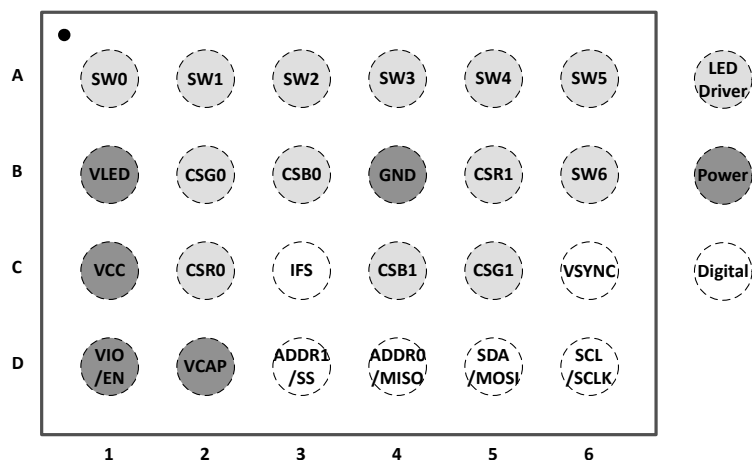 A SW0 SW1 SW2 SW3 SW4 SW5 LED
Driver
B VLED CSG0 CSB0 GND CSR1 SW6 Power
C VCC CSR0 IFS CSB1 CSG1 VSYNC Digital
D VIO
/EN VCAP ADDR1
/SS ADDR0
/MISO SDA
/MOSI SCL
/SCLK
1 2 3 4 5 6